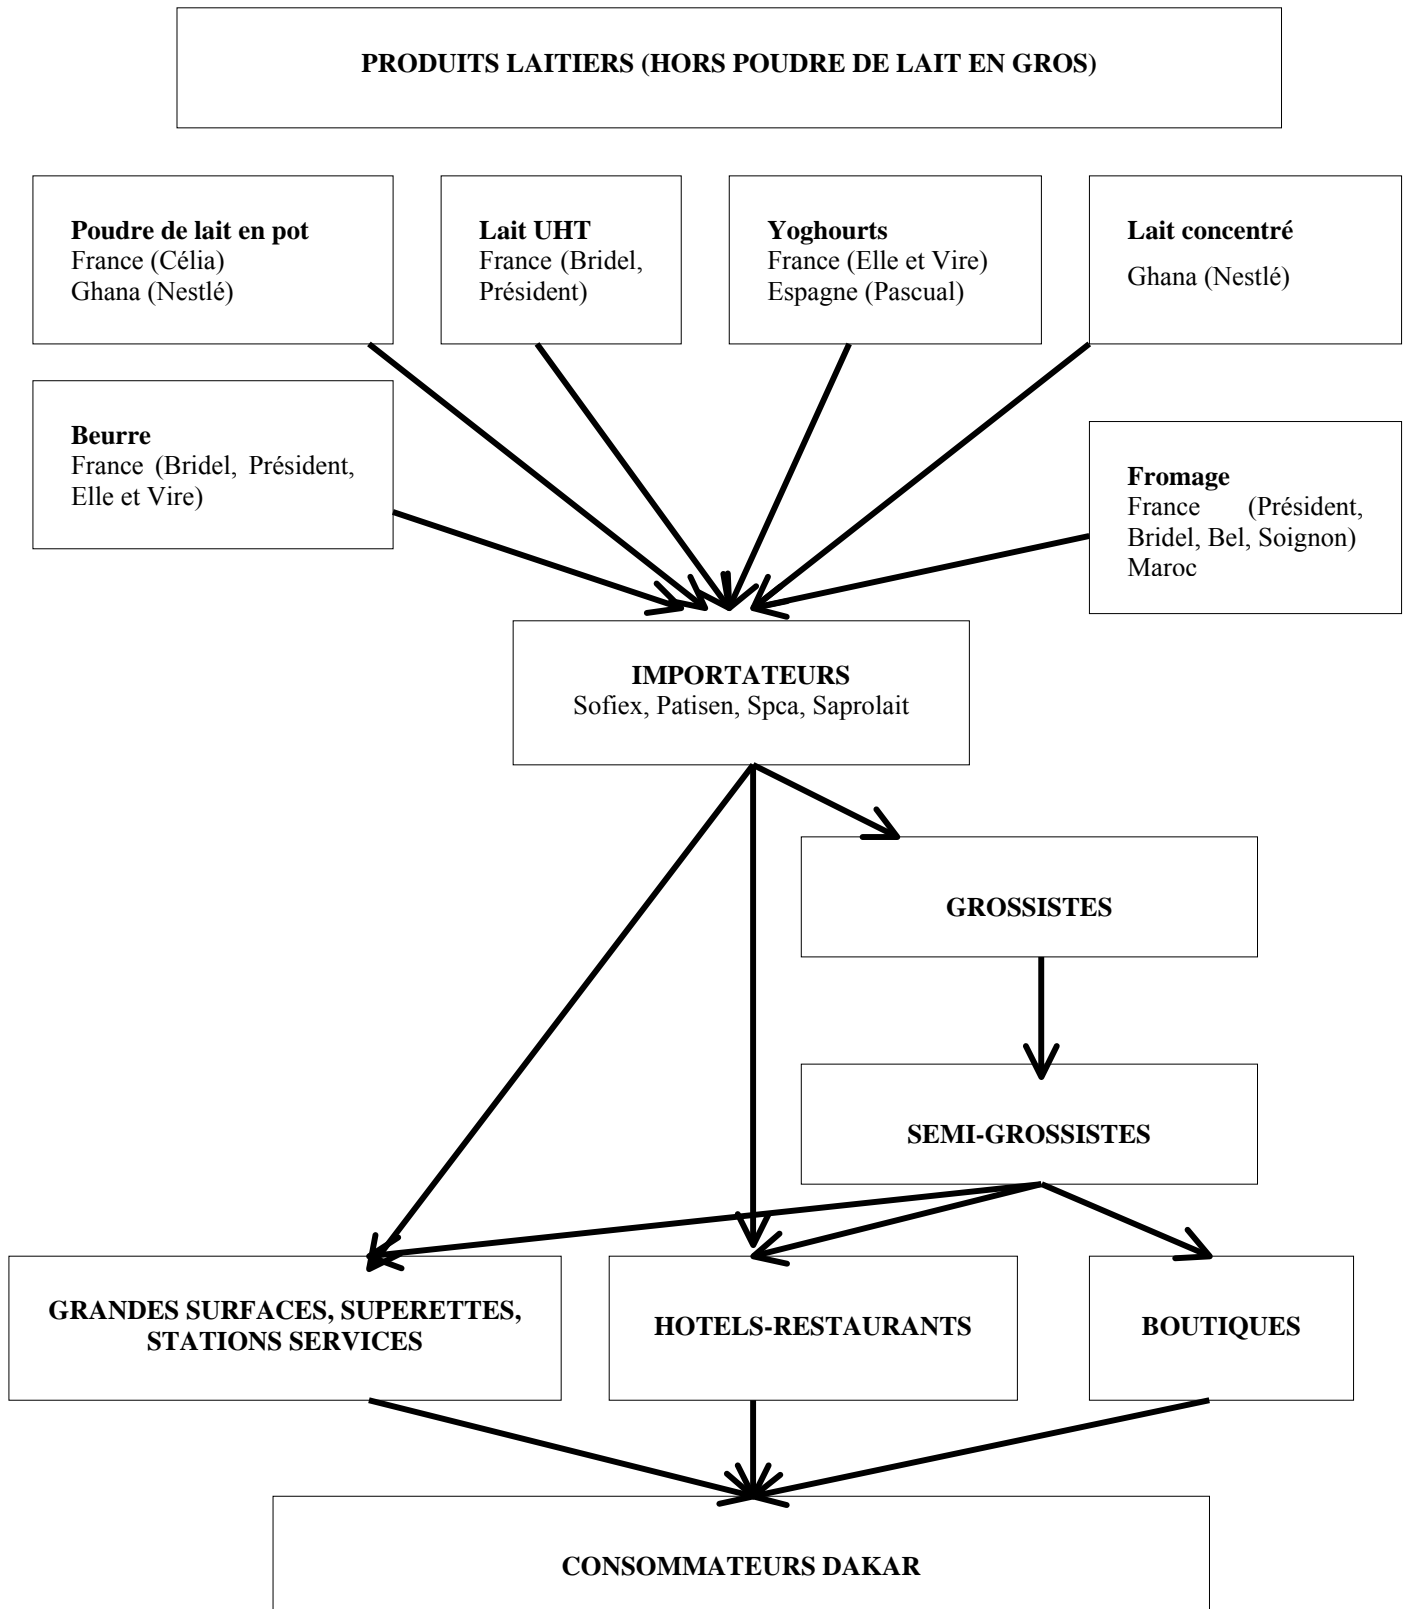 PRODUITS LAITIERS (HORS POUDRE DE LAIT EN GROS)
Poudre de lait en pot
France (Célia)
Ghana (Nestlé)
Lait UHT
France (Bridel,
Président)
Yoghourts
France (Elle et Vire)
Espagne (Pascual)
Lait concentré
Ghana (Nestlé)
Beurre
France (Bridel, Président,
Elle et Vire)
Fromage
France (Président,
Bridel, Bel, Soignon)
Maroc
IMPORTATEURS
Sofiex, Patisen, Spca, Saprolait
GROSSISTES
SEMI-GROSSISTES
GRANDES SURFACES, SUPERETTES,
STATIONS SERVICES
HOTELS-RESTAURANTS
BOUTIQUES
CONSOMMATEURS DAKAR